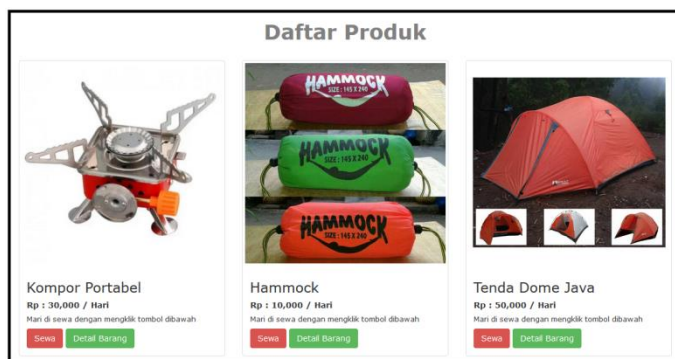 Daftar Produk
HAMMOCK
SIZE : 145 X 240
HAMMOCK
SIZE : 145 X 240
HAMMOCK
SIZE : 145 X 240
Kompor Portabel
Rp : 30,000 / Hari
Mari di sewa dengan mengklik tombol dibawah
Sewa Detail Barang
Hammock
Rp : 10,000 / Hari
Mari di sewa dengan mengklik tombol dibawah
Sewa Detail Barang
Tenda Dome Java
Rp : 50,000 / Hari
Mari di sewa dengan mengklik tombol dibawah
Sewa Detail Barang